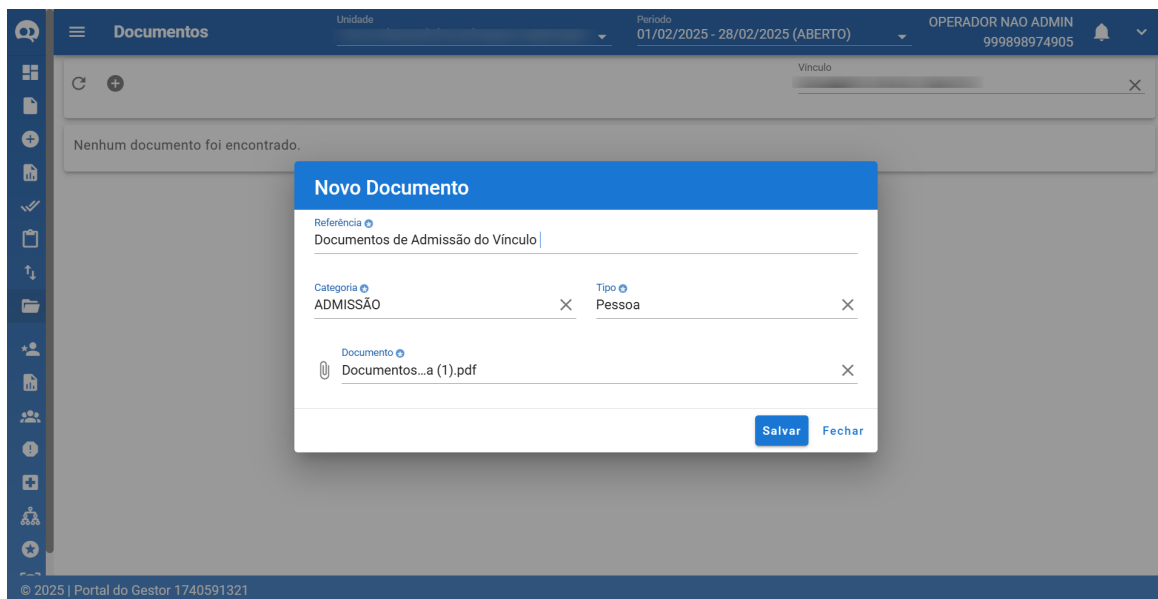 Documentos
Unidade
Periodo
01/02/2025 - 28/02/2025 (ABERTO)
OPERADOR NAO ADMIN
999898974905
Vínculo
Nenhum documento foi encontrado.
Novo Documento
Referência
Documentos de Admissão do Vínculo
Categoria
ADMISSÃO
Tipo
Pessoa
Documento
Documentos...a (1).pdf
Salvar
Fechar
© 2025 | Portal do Gestor 1740591321